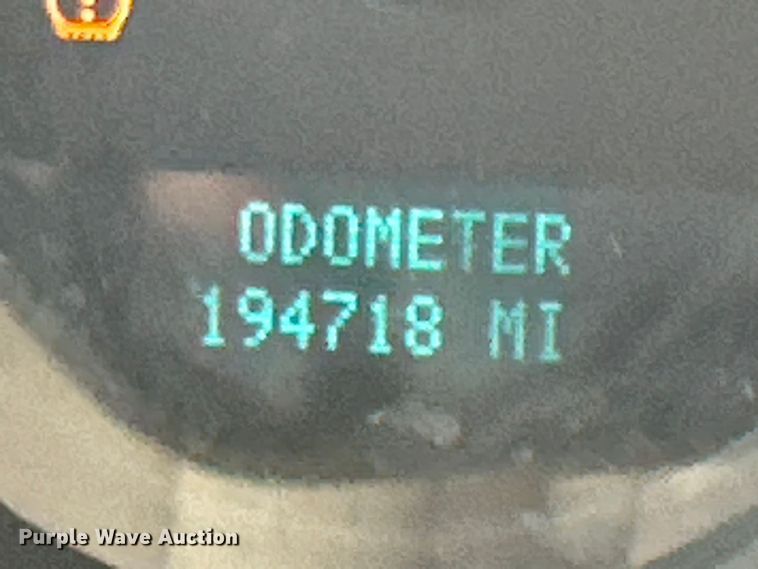 ODOMETER
194718 MI
Purple Wave Auction